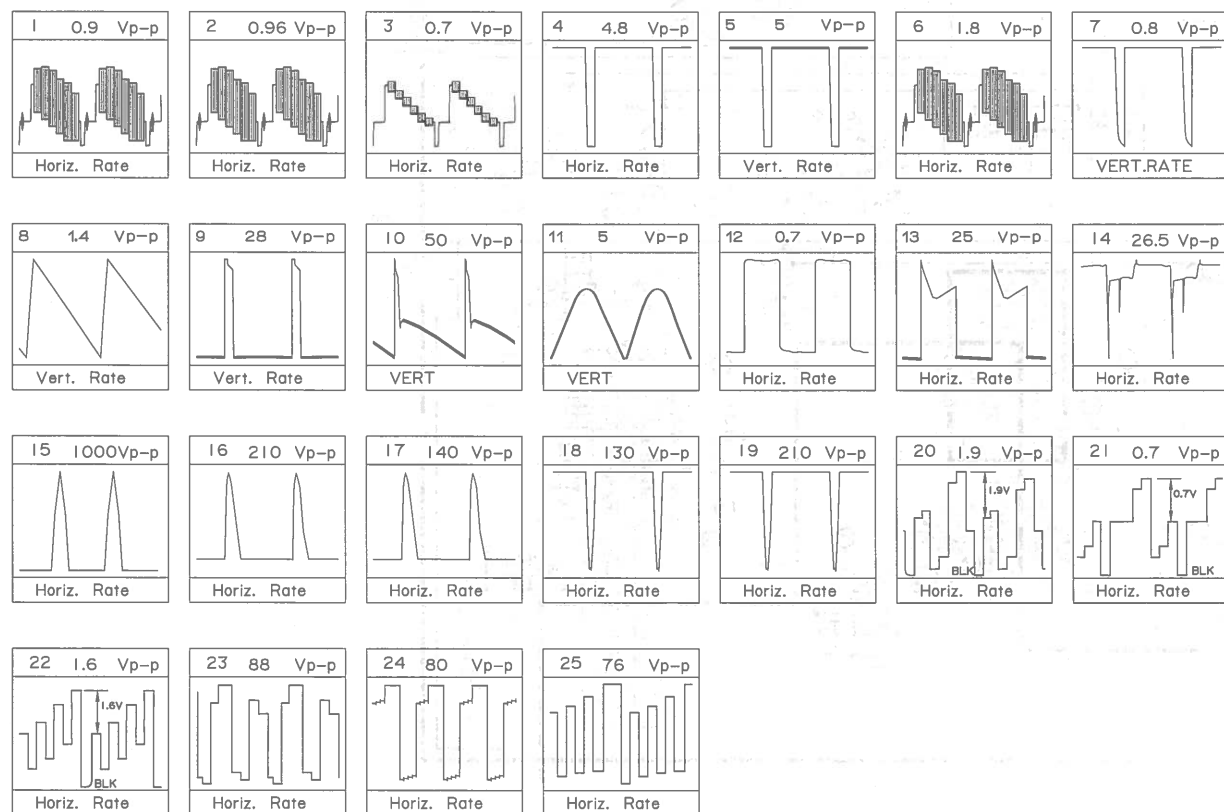 1 0.9 Vp-p
Horiz. Rate
2 0.96 Vp-p
Horiz. Rate
3 0.7 Vp-p
Horiz. Rate
4 4.8 Vp-p
Horiz. Rate
5 5 Vp-p
Vert. Rate
6 1.8 Vp-p
Horiz. Rate
7 0.8 Vp-p
VERT.RATE
8 1.4 Vp-p
Vert. Rate
9 28 Vp-p
Vert. Rate
10 50 Vp-p
VERT
11 5 Vp-p
VERT
12 0.7 Vp-p
Horiz. Rate
13 25 Vp-p
Horiz. Rate
14 26.5 Vp-p
Horiz. Rate
15 1000Vp-p
Horiz. Rate
16 210 Vp-p
Horiz. Rate
17 140 Vp-p
Horiz. Rate
18 130 Vp-p
Horiz. Rate
19 210 Vp-p
Horiz. Rate
20 1.9 Vp-p
1.9V
BLK
Horiz. Rate
21 0.7 Vp-p
0.7V
BLK
Horiz. Rate
22 1.6 Vp-p
1.6V
BLK
Horiz. Rate
23 88 Vp-p
Horiz. Rate
24 80 Vp-p
Horiz. Rate
25 76 Vp-p
Horiz. Rate